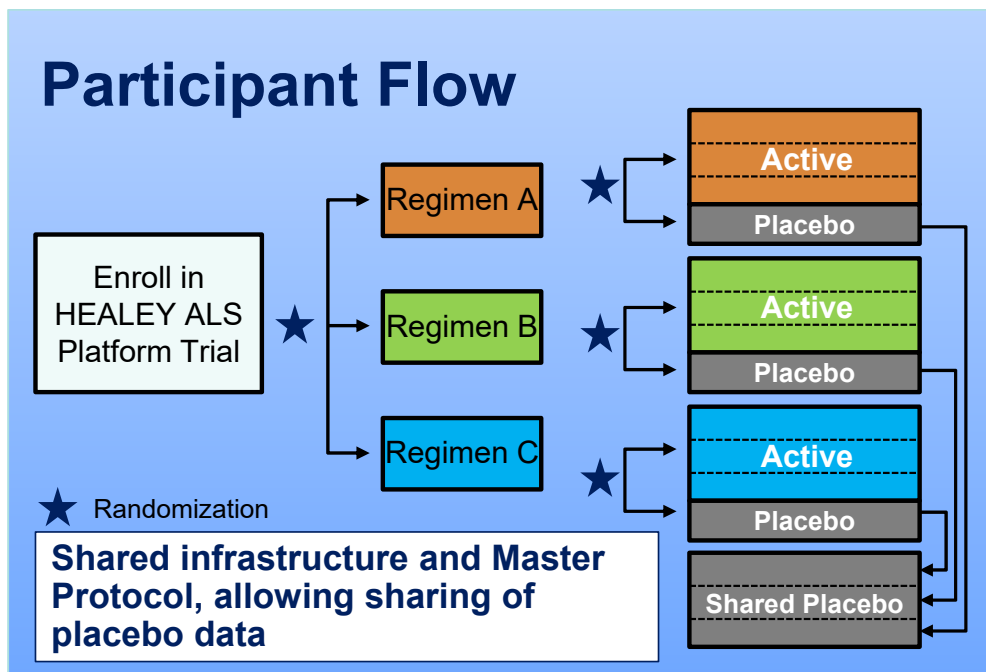 Participant Flow
Enroll in
HEALEY ALS
Platform Trial
Regimen A
Regimen B
Regimen C
Active
Placebo
Active
Placebo
Active
Placebo
Shared Placebo
Randomization
Shared infrastructure and Master
Protocol, allowing sharing of
placebo data